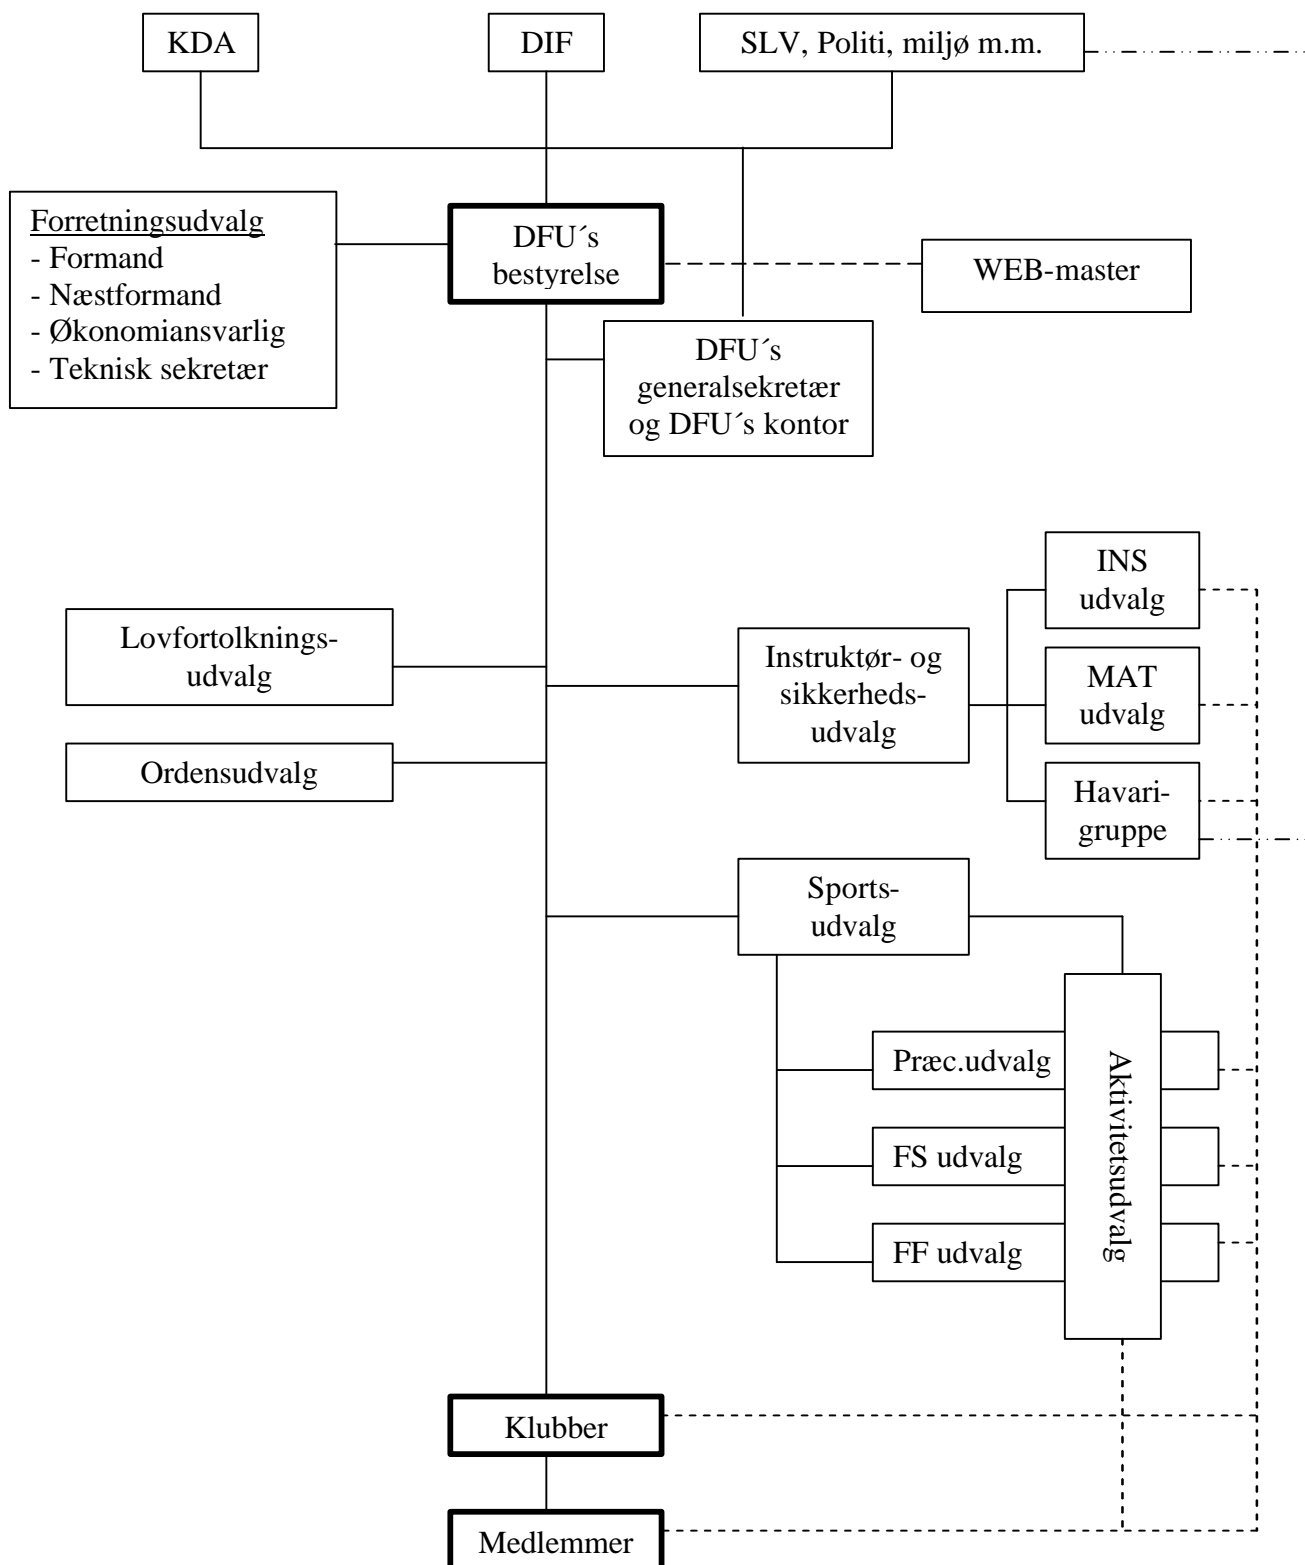 KDA
DIF
SLV, Politi, miljø m.m.
Forretningsudvalg
- Formand
- Næstformand
- Økonomiansvarlig
- Teknisk sekretær
DFU´s
bestyrelse
WEB-master
DFU´s
generalsekretær
og DFU´s kontor
Lovfortolknings-
udvalg
Ordensudvalg
Instruktør- og
sikkerheds-
udvalg
INS
udvalg
MAT
udvalg
Havari-
gruppe
Sports-
udvalg
Præc.udvalg
FS udvalg
FF udvalg
Aktivitetsudvalg
Klubber
Medlemmer